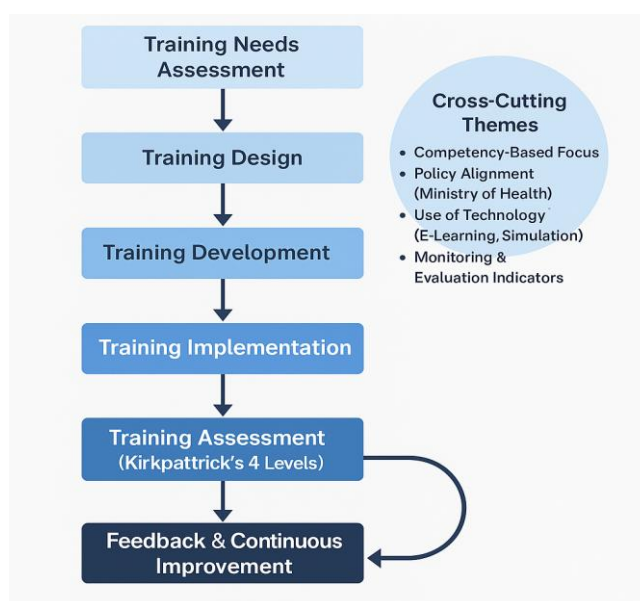 Training Needs
Assessment
Training Design
Training Development
Training Implementation
Training Assessment
(Kirkpattrick's 4 Levels)
Feedback & Continuous
Improvement
Cross-Cutting
Themes
• Competency-Based Focus
• Policy Alignment
(Ministry of Health)
• Use of Technology
(E-Learning, Simulation)
• Monitoring &
Evaluation Indicators